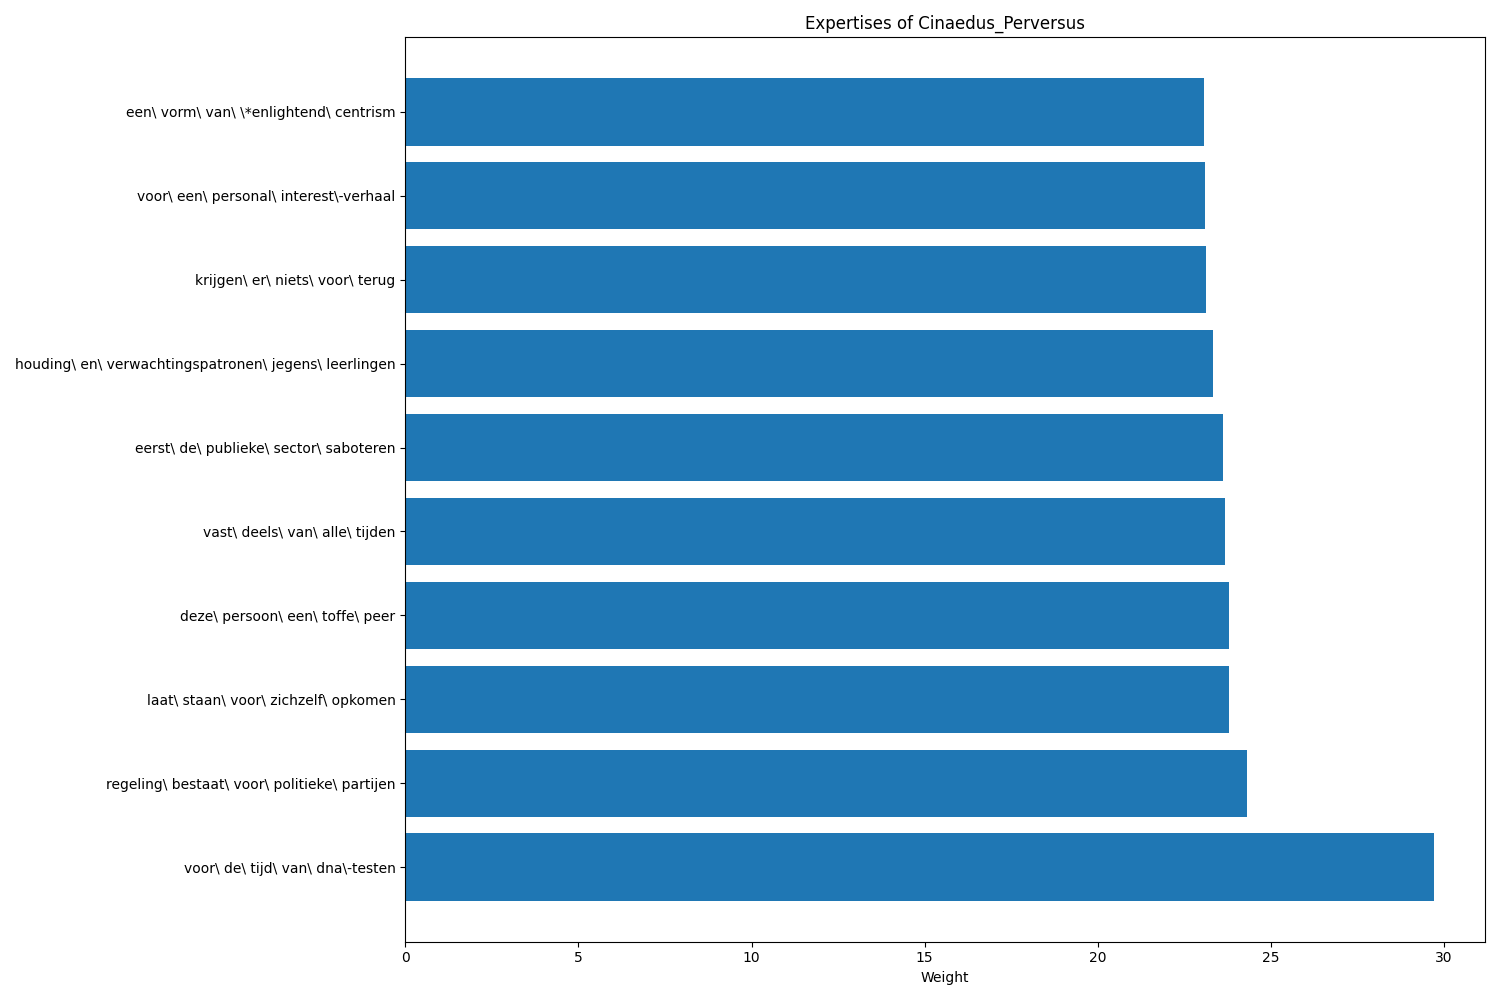 Expertises of Cinaedus_Perversus
een\ vorm\ van\ \*enlightend\ centrism
voor\ een\ personal\ interest\-verhaal
krijgen\ er\ niets\ voor\ terug
houding\ en\ verwachtingspatronen\ jegens\ leerlingen
eerst\ de\ publieke\ sector\ saboteren
vast\ deels\ van\ alle\ tijden
deze\ persoon\ een\ toffe\ peer
laat\ staan\ voor\ zichzelf\ opkomen
regeling\ bestaat\ voor\ politieke\ partijen
voor\ de\ tijd\ van\ dna\-testen
0 5 10 15 20 25 30
Weight